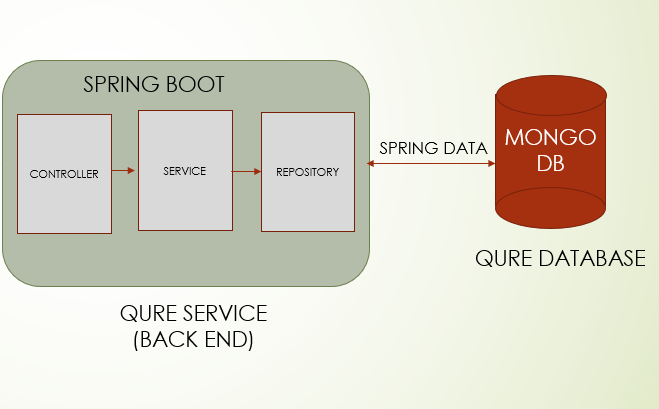 SPRING BOOT
CONTROLLER
SERVICE
REPOSITORY
SPRING DATA
MONGO
DB
QURE DATABASE
QURE SERVICE
(BACK END)